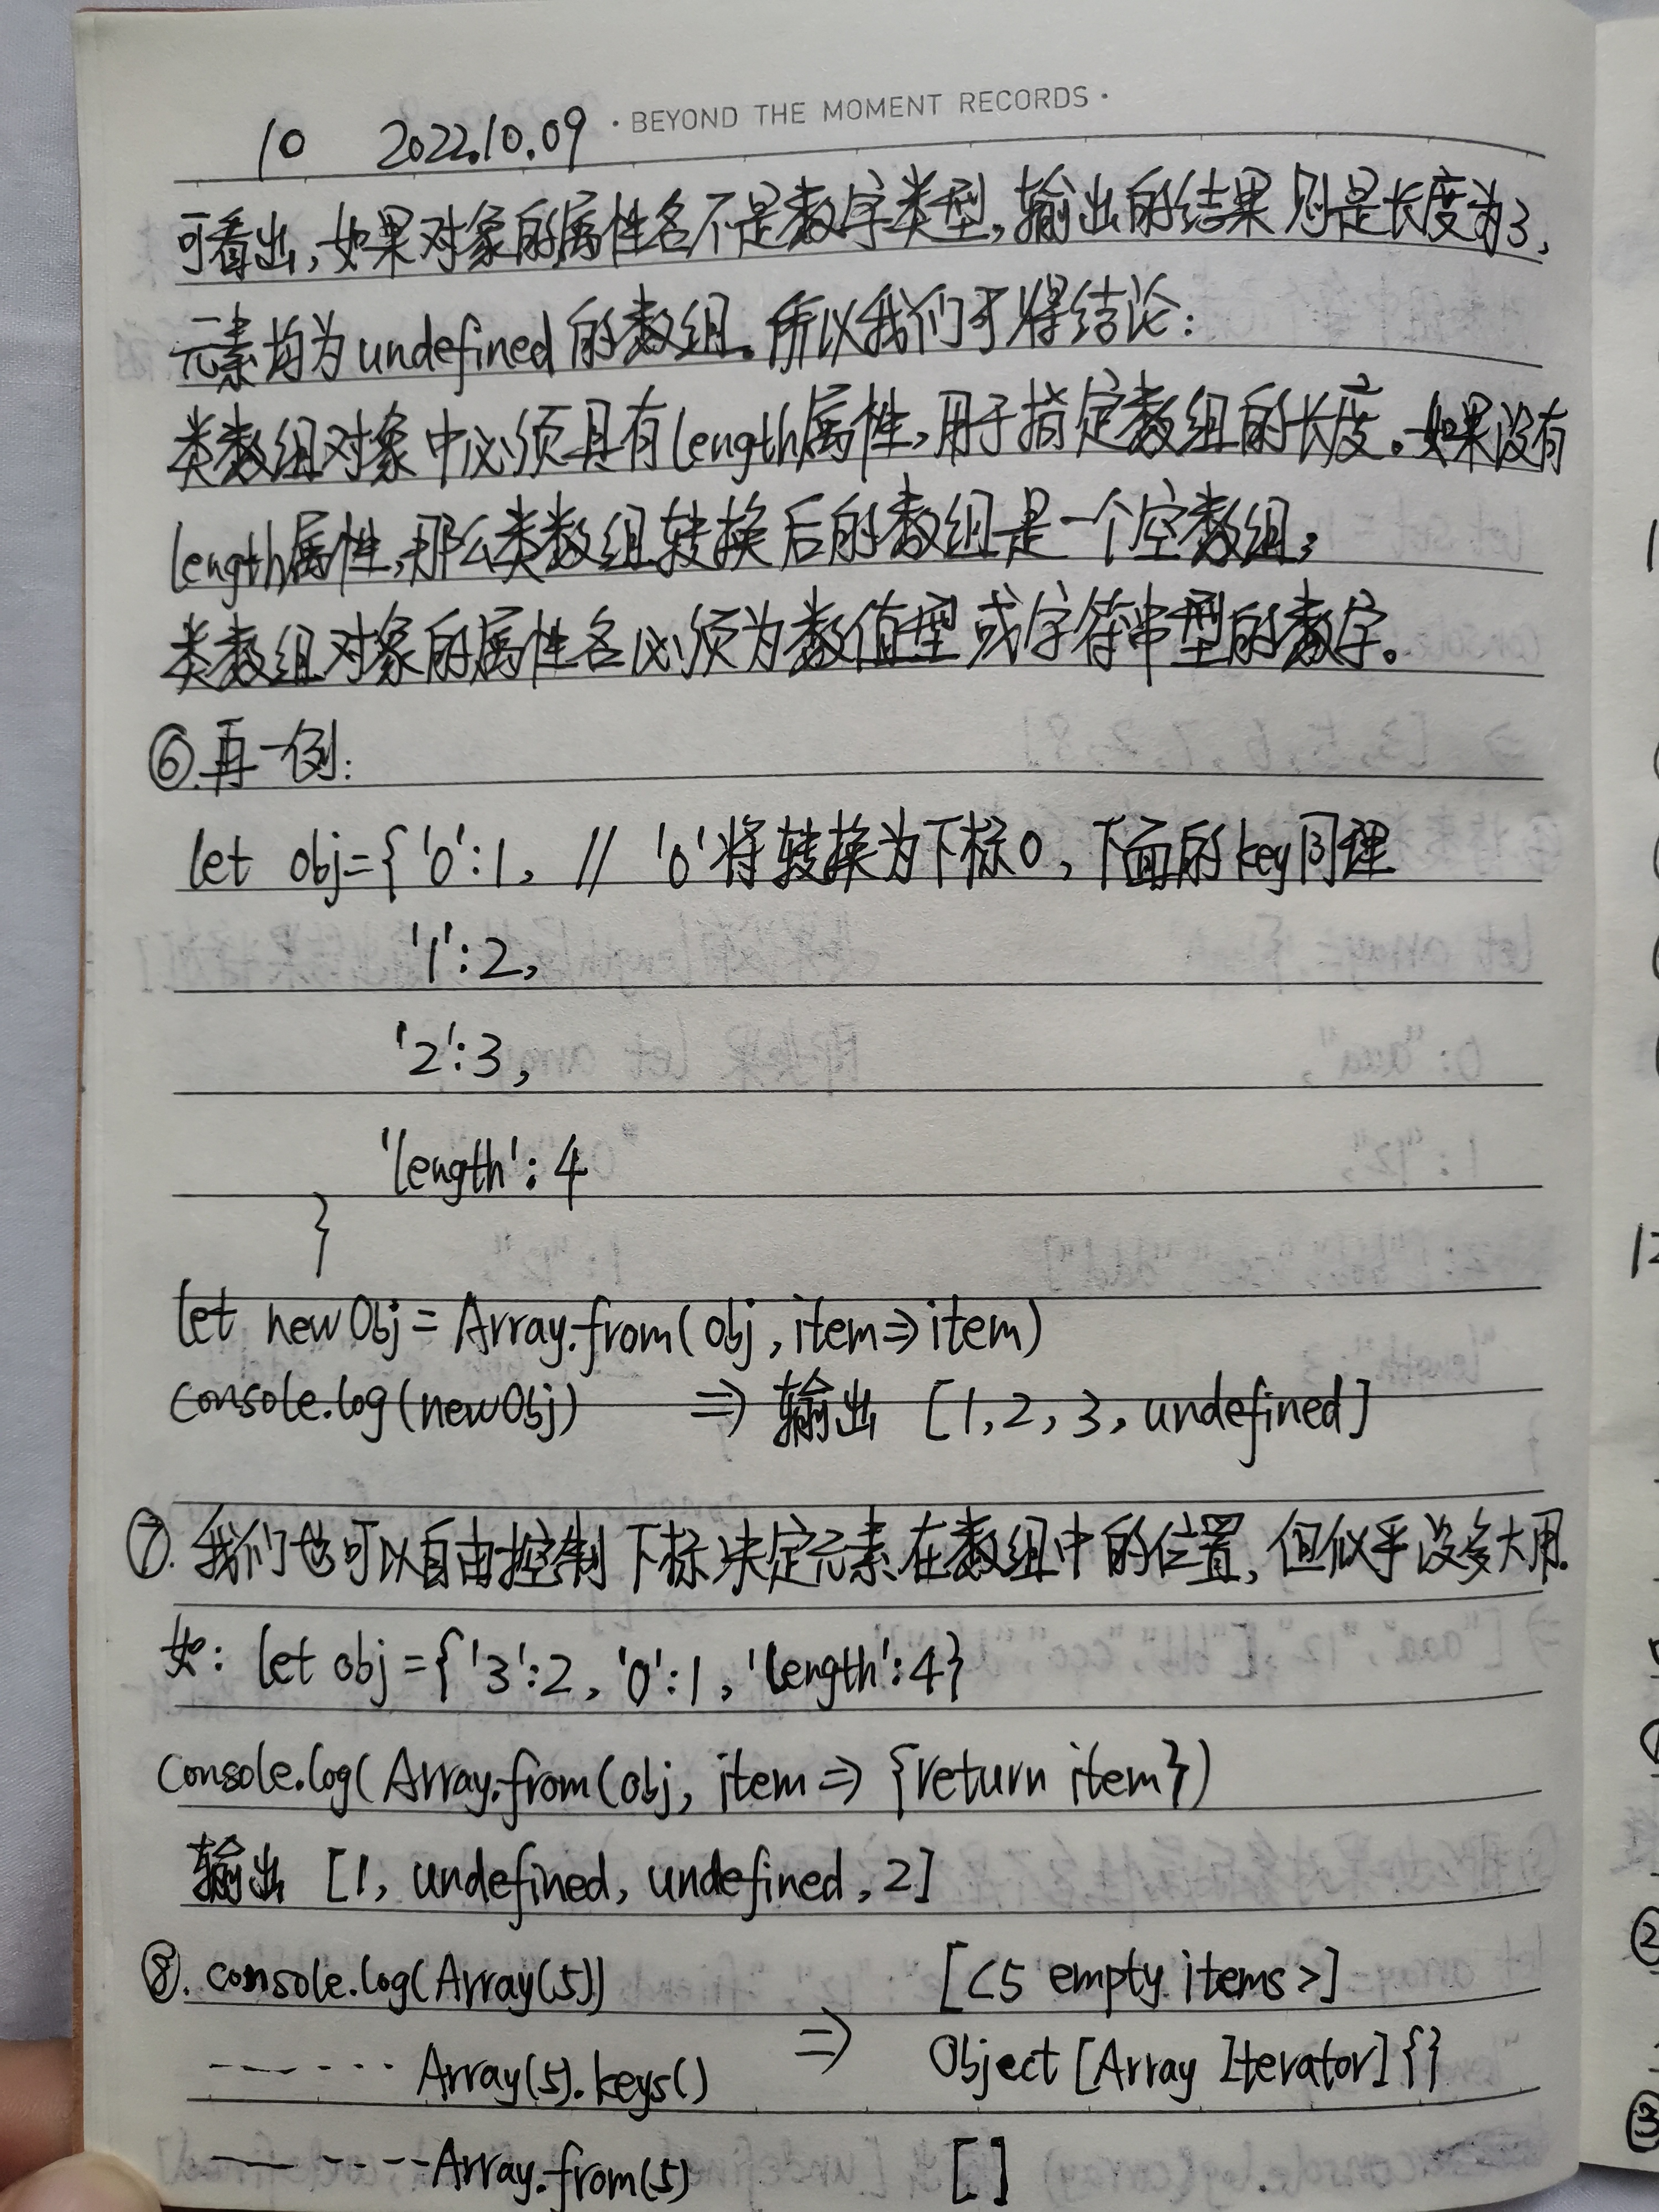 10 2022.10.09 · BEYOND THE MOMENT RECORDS ·
可看出,如果对象的属性名不是数字类型,输出的结果则是长度为3,
元素均为undefined的数组。所以我们可得结论:
类数组对象中必须具有length属性,用于指定数组的长度。如果没有
length属性,那么类数组转换后的数组是一个空数组;
类数组对象的属性名必须为数值型或字符串型的数字。
⑥.再一例:
let obj={'0':1, // '0'将转换为下标0,下面的key同理
'1':2,
'2':3,
'length':4
}
let newObj=Array.from(obj,item=>item)
console.log(newObj) => 输出 [1,2,3,undefined]
⑦.我们也可以自由控制下标决定元素在数组中的位置,但似乎没多大用.
如: let obj={'3':2,'0':1,'length':4}
console.log(Array.from(obj, item=> {return item})
输出 [1, undefined, undefined, 2]
⑧. console.log(Array(5)) [<5 empty items>]
------- Array(5).keys() => Object [Array Iterator] {}
-------Array.from(5) []